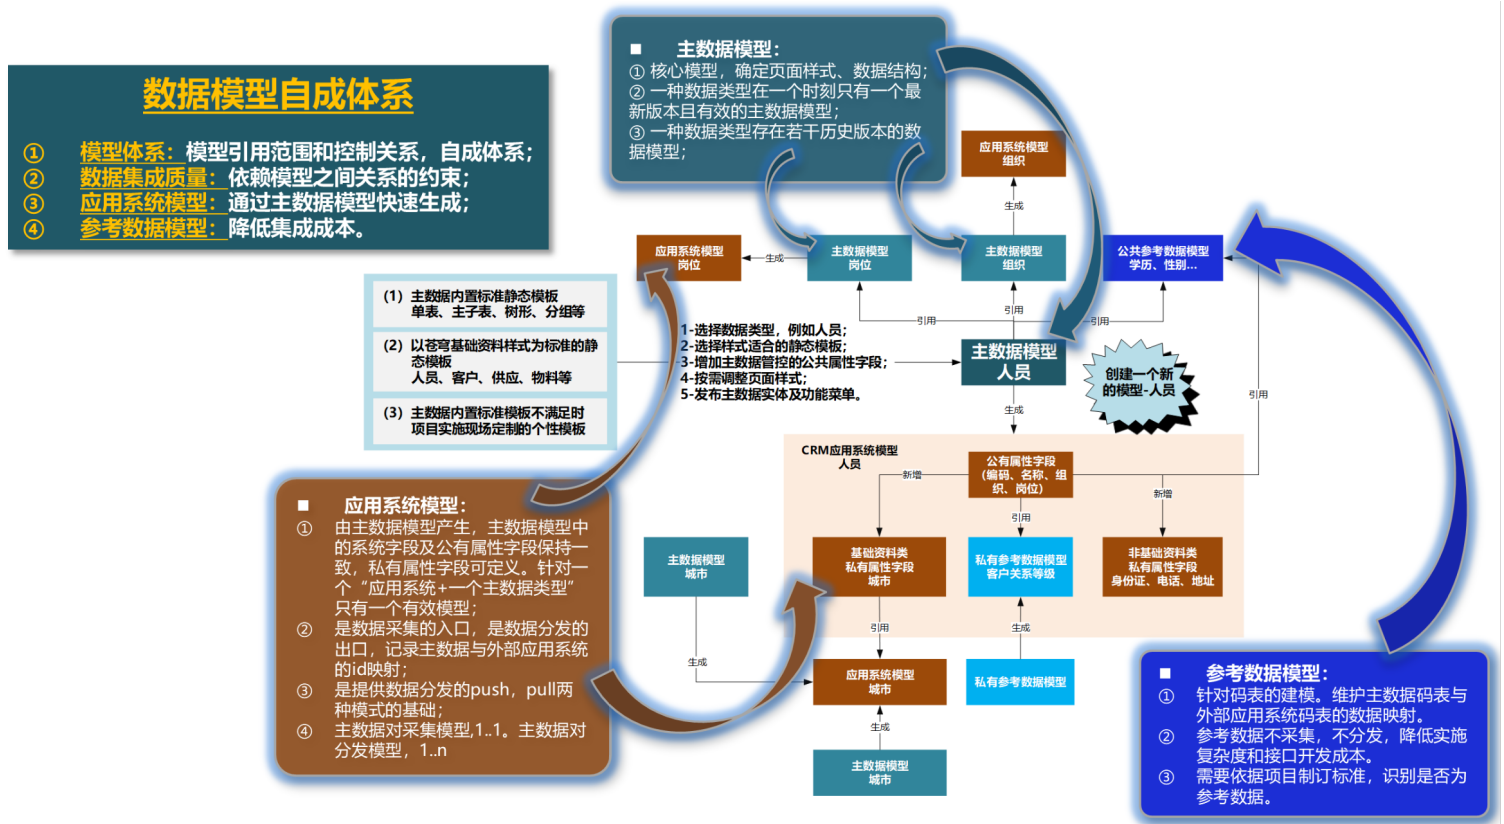 数据模型自成体系
① 模型体系：模型引用范围和控制关系，自成体系；
② 数据集成质量：依赖模型之间关系的约束；
③ 应用系统模型：通过主数据模型快速生成；
④ 参考数据模型：降低集成成本。
■ 主数据模型：
① 核心模型，确定页面样式、数据结构；
② 一种数据类型在一个时刻只有一个最
新版本且有效的主数据模型；
③ 一种数据类型存在若干历史版本的数
据模型；
应用系统模型
组织
生成
应用系统模型
岗位
生成
主数据模型
岗位
主数据模型
组织
公共参考数据模型
学历、性别...
引用
引用
引用
（1）主数据内置标准静态模板
单表、主子表、树形、分组等
（2）以苍穹基础资料样式为标准的静
态模板
人员、客户、供应、物料等
（3）主数据内置标准模板不满足时
项目实施现场定制的个性模板
1-选择数据类型，例如人员；
2-选择样式适合的静态模板；
3-增加主数据管控的公共属性字段；
4-按需调整页面样式；
5-发布主数据实体及功能菜单。
主数据模型
人员
创建一个新
的模型-人员
引用
生成
CRM应用系统模型
人员
公有属性字段
（编码、名称、组
织、岗位）
新增
引用
新增
主数据模型
城市
基础资料类
私有属性字段
城市
私有参考数据模型
客户关系等级
非基础资料类
私有属性字段
身份证、电话、地址
引用
生成
生成
应用系统模型
城市
私有参考数据模型
生成
主数据模型
城市
■ 应用系统模型：
① 由主数据模型产生，主数据模型中
的系统字段及公有属性字段保持一
致，私有属性字段可定义。针对一
个“应用系统+一个主数据类型”
只有一个有效模型；
② 是数据采集的入口，是数据分发的
出口，记录主数据与外部应用系统
的id映射；
③ 是提供数据分发的push，pull两
种模式的基础；
④ 主数据对采集模型,1..1。主数据对
分发模型，1..n
■ 参考数据模型：
① 针对码表的建模。维护主数据码表与
外部应用系统码表的数据映射。
② 参考数据不采集，不分发，降低实施
复杂度和接口开发成本。
③ 需要依据项目制订标准，识别是否为
参考数据。